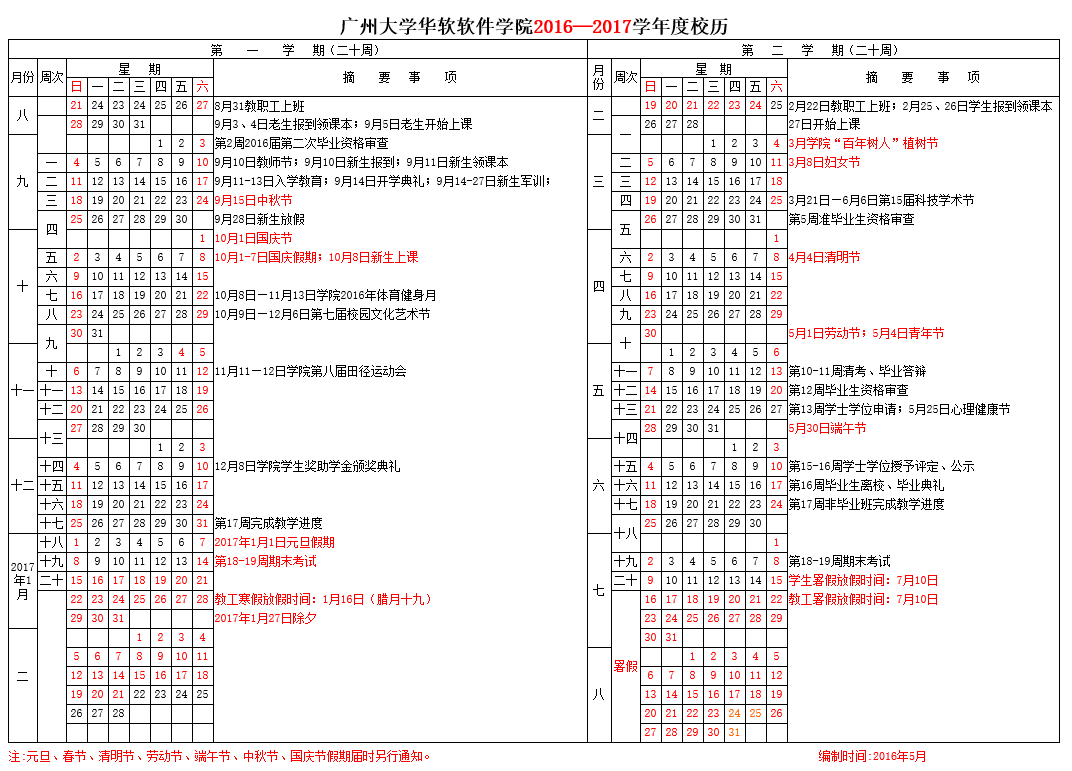 广州大学华软软件学院2016—2017学年度校历
第 一 学 期(二十周) 第 二 学 期(二十周)
月份 周次 星 期 摘 要 事 项 月份 周次 星 期 摘 要 事 项
日 一 二 三 四 五 六 日 一 二 三 四 五 六
八 21 24 23 24 25 26 27 8月31教职工上班 二 19 20 21 22 23 24 25 2月22日教职工上班；2月25、26日学生报到领课本
28 29 30 31 9月3、4日老生报到领课本；9月5日老生开始上课 一 26 27 28 27日开始上课
九 1 2 3 第2周2016届第二次毕业资格审查 三 1 2 3 4 3月学院“百年树人”植树节
一 4 5 6 7 8 9 10 9月10日教师节；9月10日新生报到；9月11日新生领课本 二 5 6 7 8 9 10 11 3月8日妇女节
二 11 12 13 14 15 16 17 9月11-13日入学教育；9月14日开学典礼；9月14-27日新生军训； 三 12 13 14 15 16 17 18
三 18 19 20 21 22 23 24 9月15日中秋节 四 19 20 21 22 23 24 25 3月21日—6月6日第15届科技学术节
四 25 26 27 28 29 30 9月28日新生放假 五 26 27 28 29 30 31 第5周准毕业生资格审查
十 1 10月1日国庆节 四 1
五 2 3 4 5 6 7 8 10月1-7日国庆假期；10月8日新生上课 六 2 3 4 5 6 7 8 4月4日清明节
六 9 10 11 12 13 14 15 七 9 10 11 12 13 14 15
七 16 17 18 19 20 21 22 10月8日—11月13日学院2016年体育健身月 八 16 17 18 19 20 21 22
八 23 24 25 26 27 28 29 10月9日—12月6日第七届校园文化艺术节 九 23 24 25 26 27 28 29
九 30 31 十 30 5月1日劳动节；5月4日青年节
十一 1 2 3 4 5 五 1 2 3 4 5 6
十 6 7 8 9 10 11 12 11月11—12日学院第八届田径运动会 十一 7 8 9 10 11 12 13 第10-11周清考、毕业答辩
十一 13 14 15 16 17 18 19 十二 14 15 16 17 18 19 20 第12周毕业生资格审查
十二 20 21 22 23 24 25 26 十三 21 22 23 24 25 26 27 第13周学士学位申请；5月25日心理健康节
十三 27 28 29 30 十四 28 29 30 31 5月30日端午节
十二 1 2 3 六 1 2 3
十四 4 5 6 7 8 9 10 12月8日学院学生奖助学金颁奖典礼 十五 4 5 6 7 8 9 10 第15-16周学士学位授予评定、公示
十五 11 12 13 14 15 16 17 十六 11 12 13 14 15 16 17 第16周毕业生离校、毕业典礼
十六 18 19 20 21 22 23 24 十七 18 19 20 21 22 23 24 第17周非毕业班完成教学进度
十七 25 26 27 28 29 30 31 第17周完成教学进度 十八 25 26 27 28 29 30
2017年1月 十八 1 2 3 4 5 6 7 2017年1月1日元旦假期 七 1
十九 8 9 10 11 12 13 14 第18-19周期末考试 十九 2 3 4 5 6 7 8 第18-19周期末考试
二十 15 16 17 18 19 20 21 二十 9 10 11 12 13 14 15 学生暑假放假时间：7月10日
22 23 24 25 26 27 28 教工寒假放假时间：1月16日（腊月十九） 暑假 16 17 18 19 20 21 22 教工暑假放假时间：7月10日
29 30 31 2017年1月27日除夕 23 24 25 26 27 28 29
二 1 2 3 4 30 31
5 6 7 8 9 10 11 八 1 2 3 4 5
12 13 14 15 16 17 18 6 7 8 9 10 11 12
19 20 21 22 23 24 25 13 14 15 16 17 18 19
26 27 28 20 21 22 23 24 25 26
27 28 29 30 31
注:元旦、春节、清明节、劳动节、端午节、中秋节、国庆节假期届时另行通知。 编制时间:2016年5月